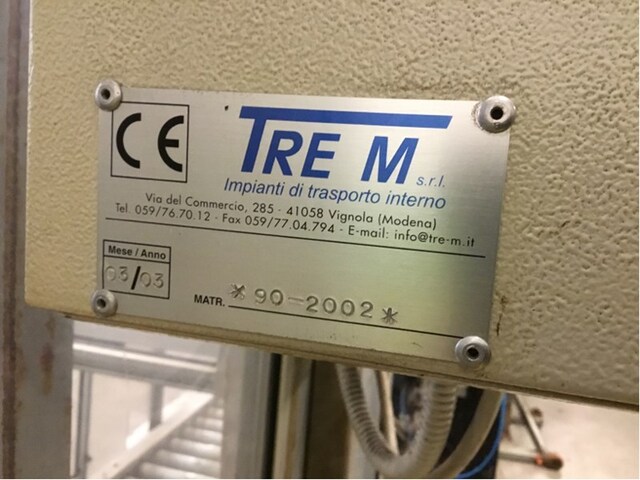 CE
TRE M s.r.l.
Impianti di trasporto interno
Via del Commercio, 285 - 41058 Vignola (Modena)
Tel. 059/76.70.12 - Fax 059/77.04.794 - E-mail: info@tre-m.it
Mese / Anno
03/03
MATR. *90-2002*